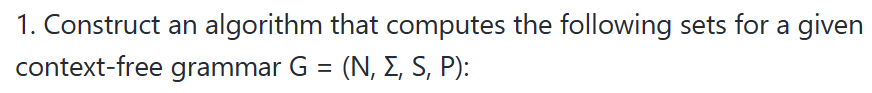 1. Construct an algorithm that computes the following sets for a given
context-free grammar G = (N, Σ, S, P):